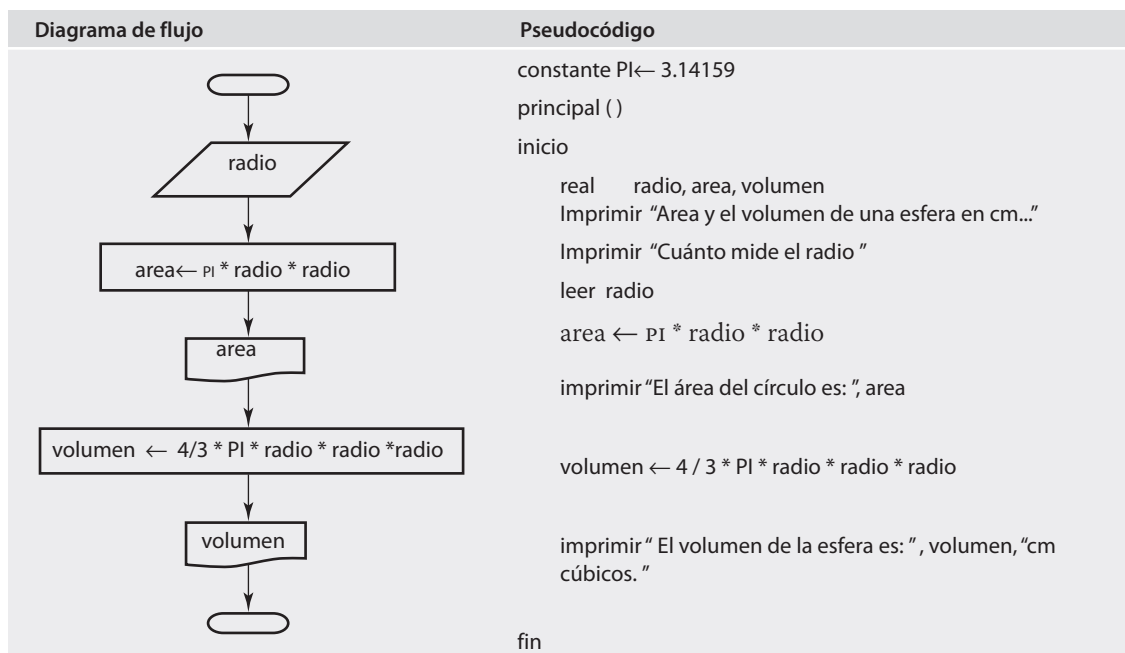 Diagrama de flujo
radio
area← PI * radio * radio
area
volumen ← 4/3 * PI * radio * radio *radio
volumen
Pseudocódigo
constante PI← 3.14159
principal ( )
inicio
real radio, area, volumen
Imprimir “Area y el volumen de una esfera en cm...”
Imprimir “Cuánto mide el radio ”
leer radio
area ← PI * radio * radio
imprimir “El área del círculo es: ”, area
volumen ← 4 / 3 * PI * radio * radio * radio
imprimir “ El volumen de la esfera es: ” , volumen, “cm
cúbicos. ”
fin